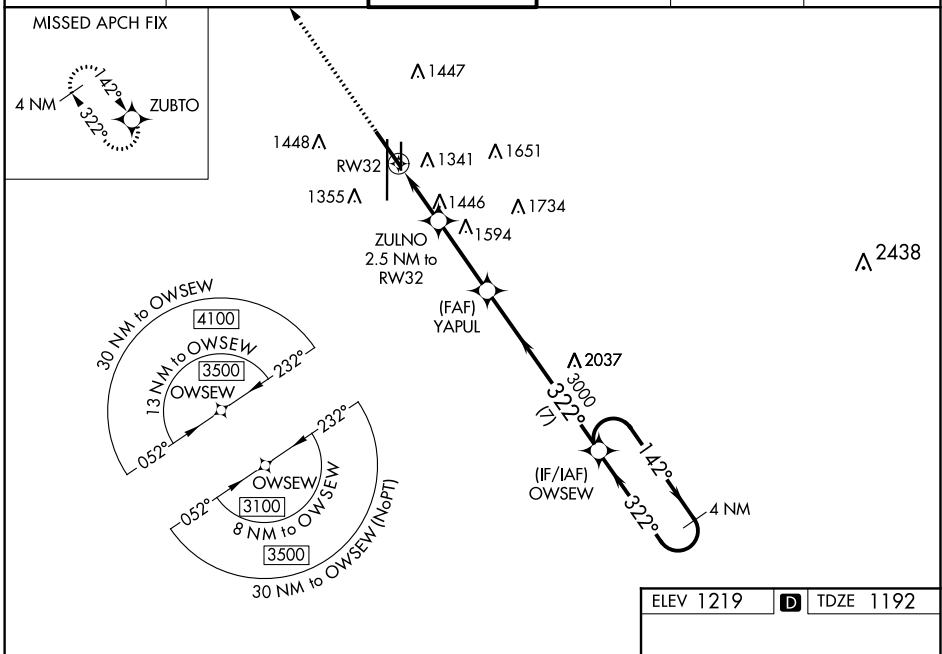 MISSED APCH FIX
142°
4 NM
ZUBTO
322°
1447
1448
RW32
1341
1651
1355
1446
1734
1594
ZULNO
2.5 NM to
RW32
2438
(FAF)
YAPUL
30 NM to OWSEW
4100
13 NM to OWSEW
3500
OWSEW
232°
052°
2037
3000
322°
(7)
232°
OWSEW
052°
3100
8 NM to OWSEW
3500
30 NM to OWSEW (NoPT)
(IF/IAF)
OWSEW
142°
322°
4 NM
ELEV 1219 D TDZE 1192